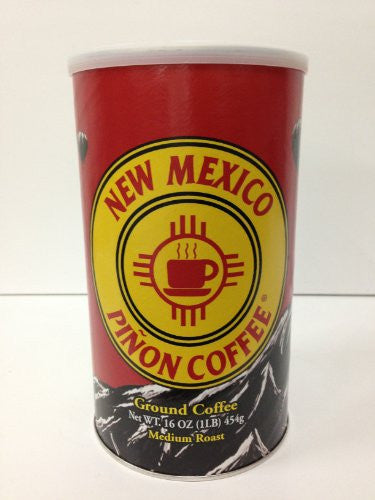 NEW MEXICO
PIÑON COFFEE®
Ground Coffee
Net WT. 16 OZ (1LB) 454g
Medium Roast